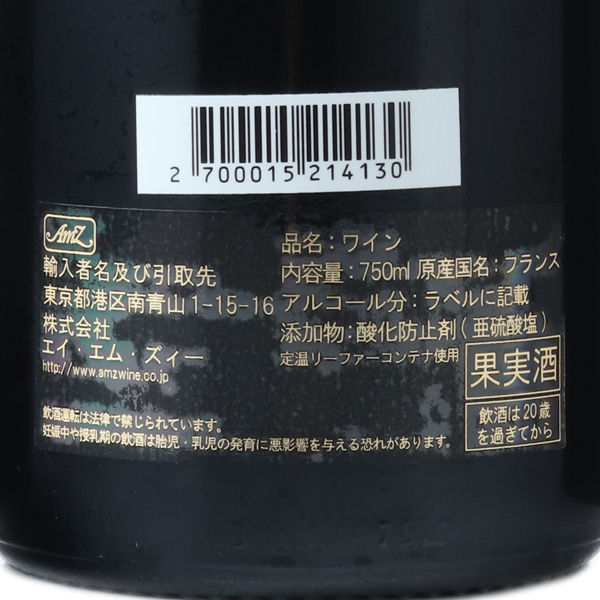 2 700015 214130
AmZ
輸入者名及び引取先
東京都港区南青山1-15-16
株式会社
エイ・エム・ズィー
http://www.amzwine.co.jp
品名：ワイン
内容量：750ml 原産国名：フランス
アルコール分：ラベルに記載
添加物：酸化防止剤(亜硫酸塩)
定温リーファーコンテナ使用
果実酒
飲酒運転は法律で禁じられています。
妊娠中や授乳期の飲酒は胎児・乳児の発育に悪影響を与える恐れがあります。
飲酒は20歳
を過ぎてから